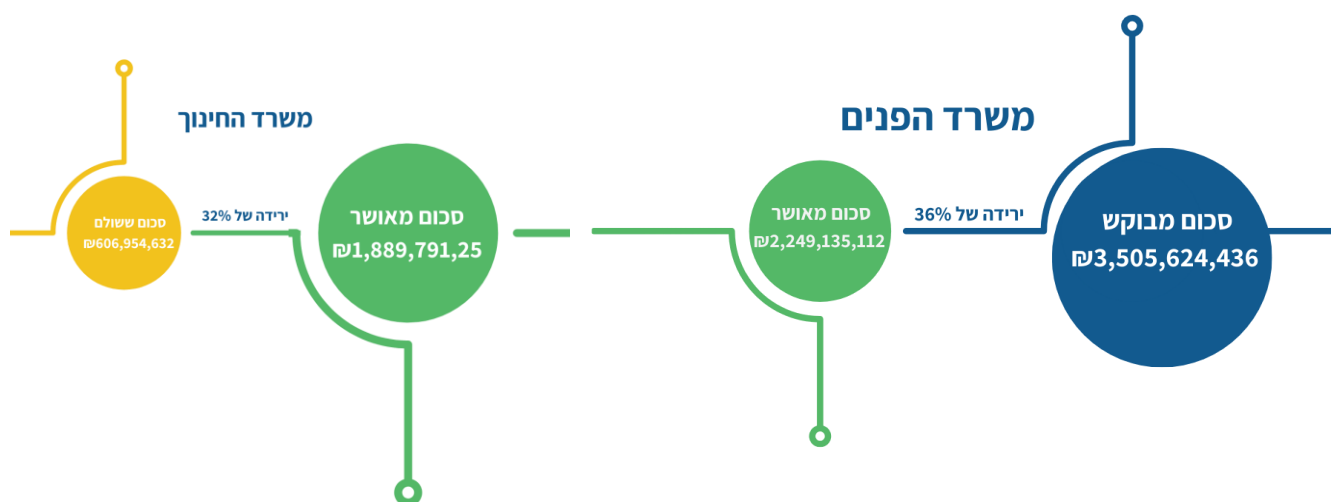 משרד הפנים
סכום מבוקש
₪3,505,624,436
ירידה של 36%
סכום מאושר
₪2,249,135,112
משרד החינוך
סכום מאושר
₪1,889,791,25
ירידה של 32%
סכום ששולם
₪606,954,632